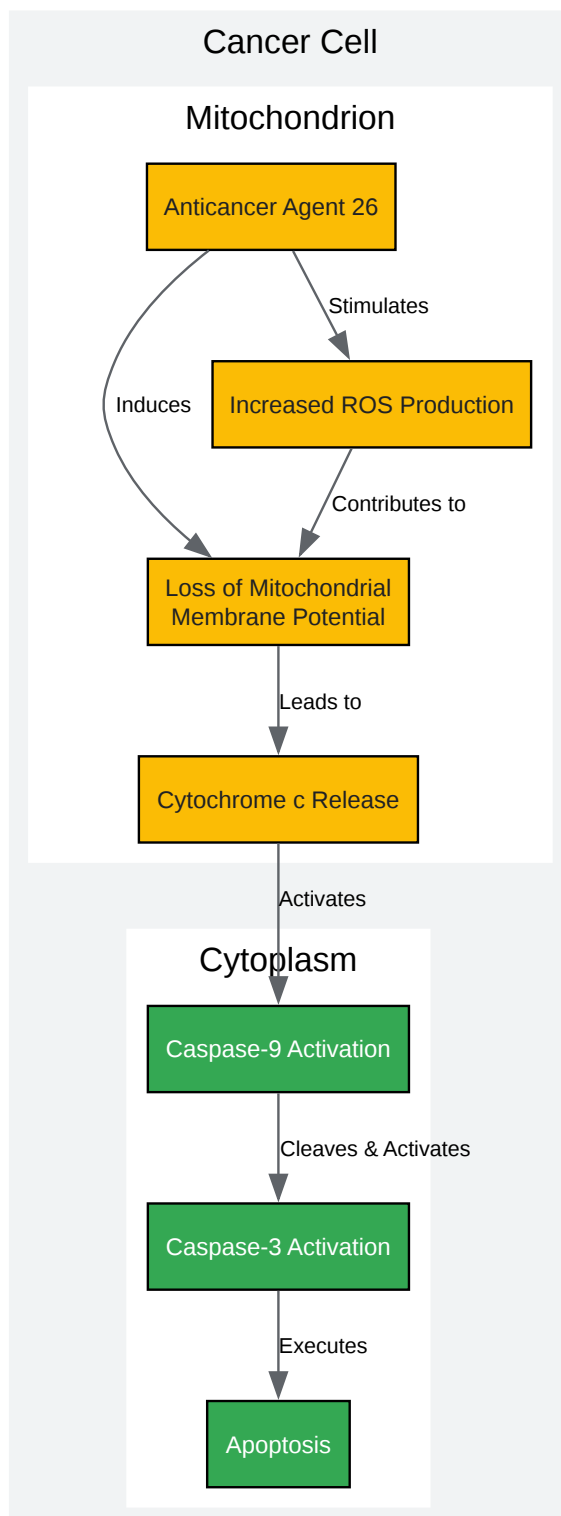 Cancer Cell
Mitochondrion
Anticancer Agent 26
Stimulates
Increased ROS Production
Induces
Contributes to
Loss of Mitochondrial
Membrane Potential
Leads to
Cytochrome c Release
Activates
Cytoplasm
Caspase-9 Activation
Cleaves & Activates
Caspase-3 Activation
Executes
Apoptosis